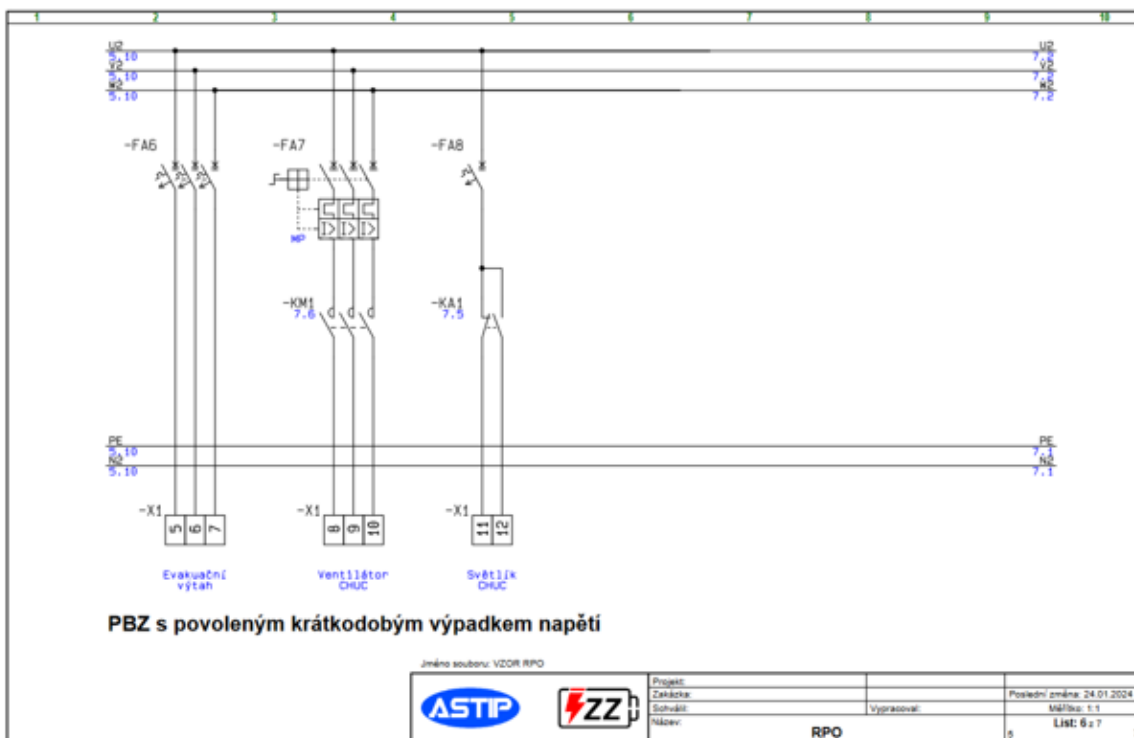 1 2 3 4 5 6 7 8 9 10
U2 U2
5.10 7.2
V2 V2
5.10 7.2
W2 W2
5.10 7.2
-FA6 -FA7 -FA8
I> I> I>
MP
-KM1 -KA1
7.6 7.5
PE PE
5.10 7.1
N2 N2
5.10 7.1
-X1 5 6 7 -X1 8 9 10 -X1 11 12
Evakuační Ventilátor Světlík
výtah CHUC CHUC
PBZ s povoleným krátkodobým výpadkem napětí
Jméno souboru: VZOR RPO
ASTIP ZZ
Projekt:
Zakázka: Poslední změna: 24.01.2024
Schválil: Vypracoval: Měřítko: 1:1
Název: List: 6 z 7
RPO
5